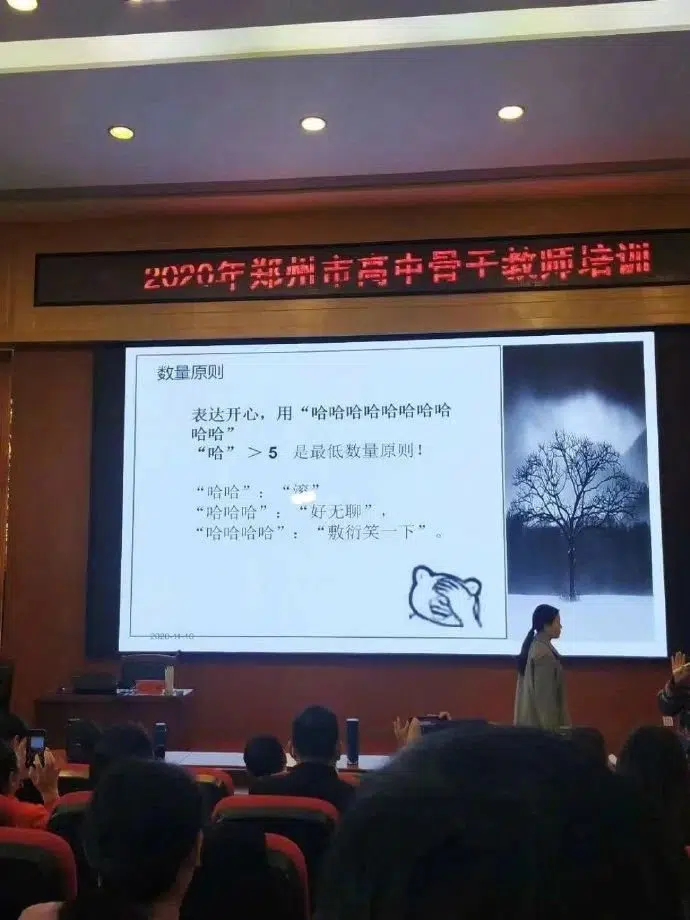 2020年郑州市高中骨干教师培训
数量原则
表达开心，用“哈哈哈哈哈哈哈哈
哈哈”
“哈” > 5 是最低数量原则！
“哈哈”：“滚”
“哈哈哈”：“好无聊”，
“哈哈哈哈”：“敷衍笑一下”。
2020-11-10